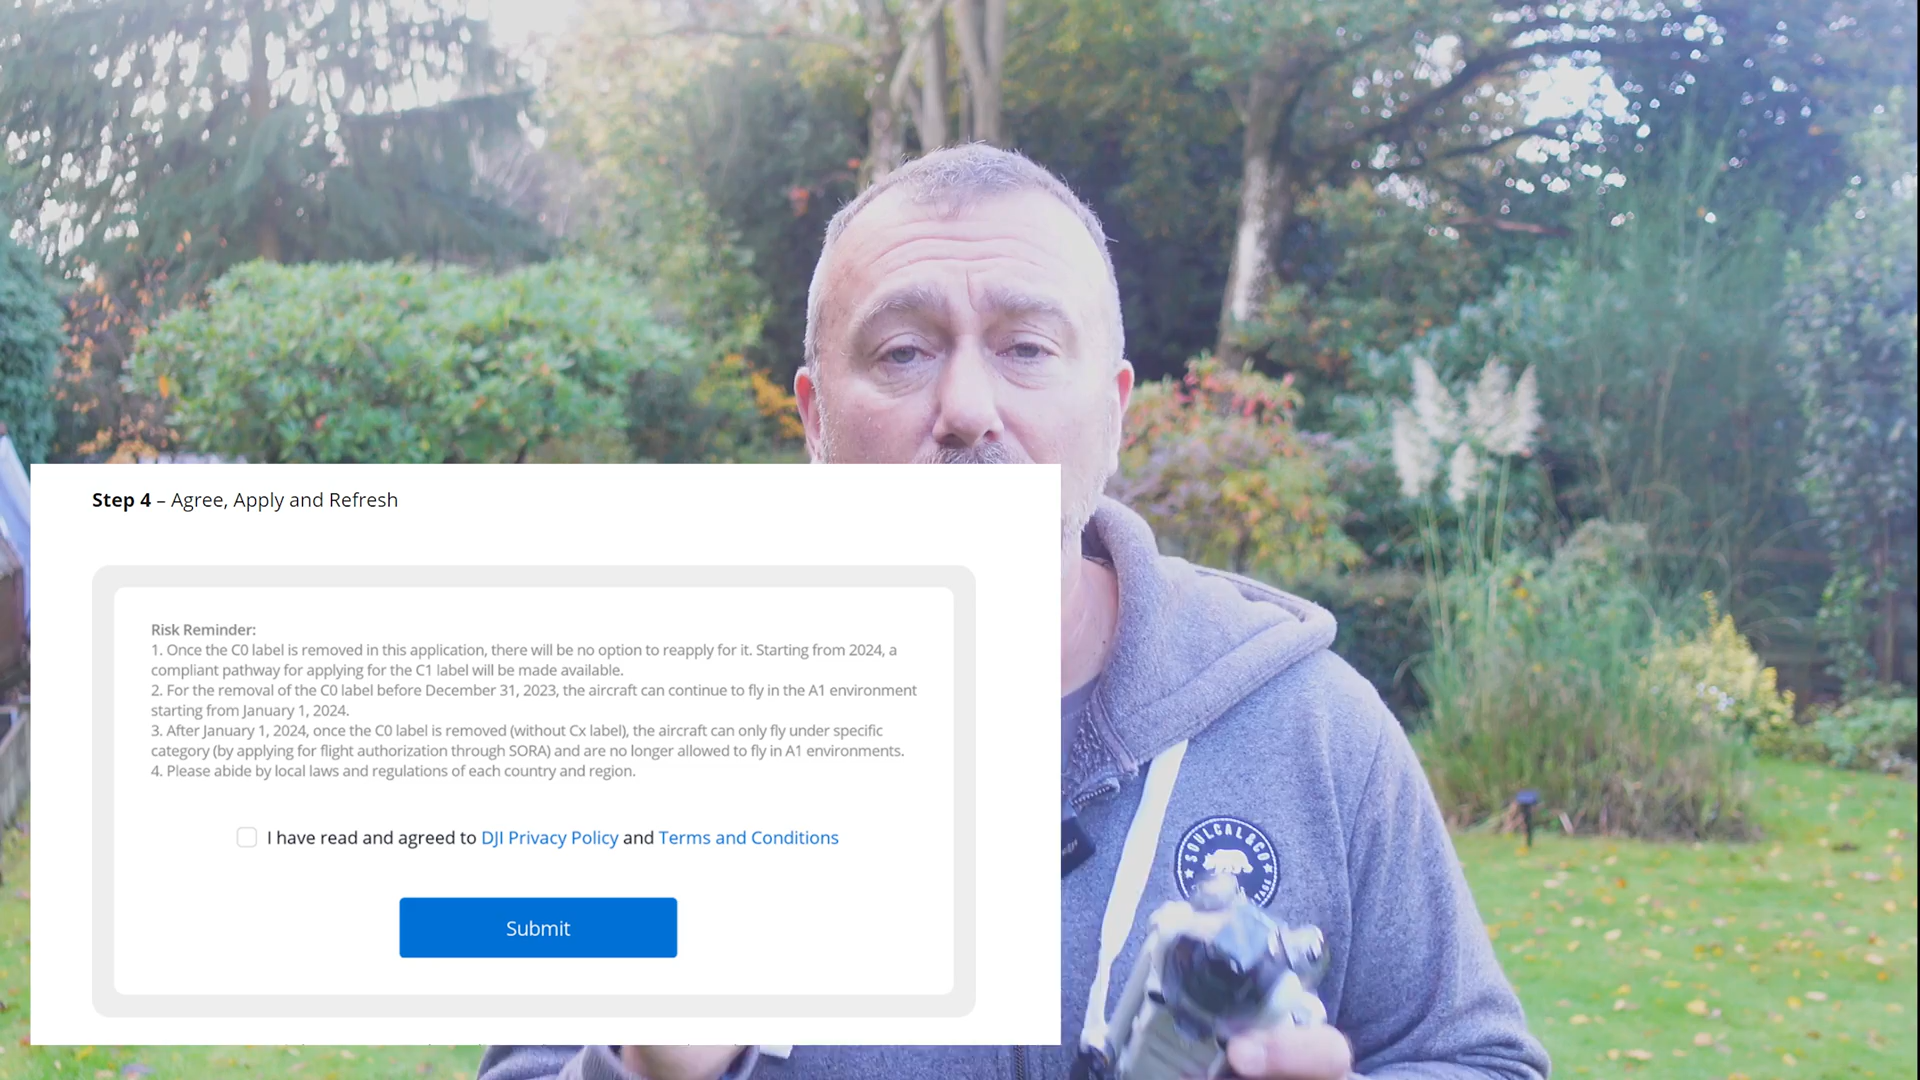 Step 4 – Agree, Apply and Refresh
Risk Reminder:
1. Once the C0 label is removed in this application, there will be no option to reapply for it. Starting from 2024, a
compliant pathway for applying for the C1 label will be made available.
2. For the removal of the C0 label before December 31, 2023, the aircraft can continue to fly in the A1 environment
starting from January 1, 2024.
3. After January 1, 2024, once the C0 label is removed (without Cx label), the aircraft can only fly under specific
category (by applying for flight authorization through SORA) and are no longer allowed to fly in A1 environments.
4. Please abide by local laws and regulations of each country and region.
I have read and agreed to DJI Privacy Policy and Terms and Conditions
Submit
SOULCAL&CO